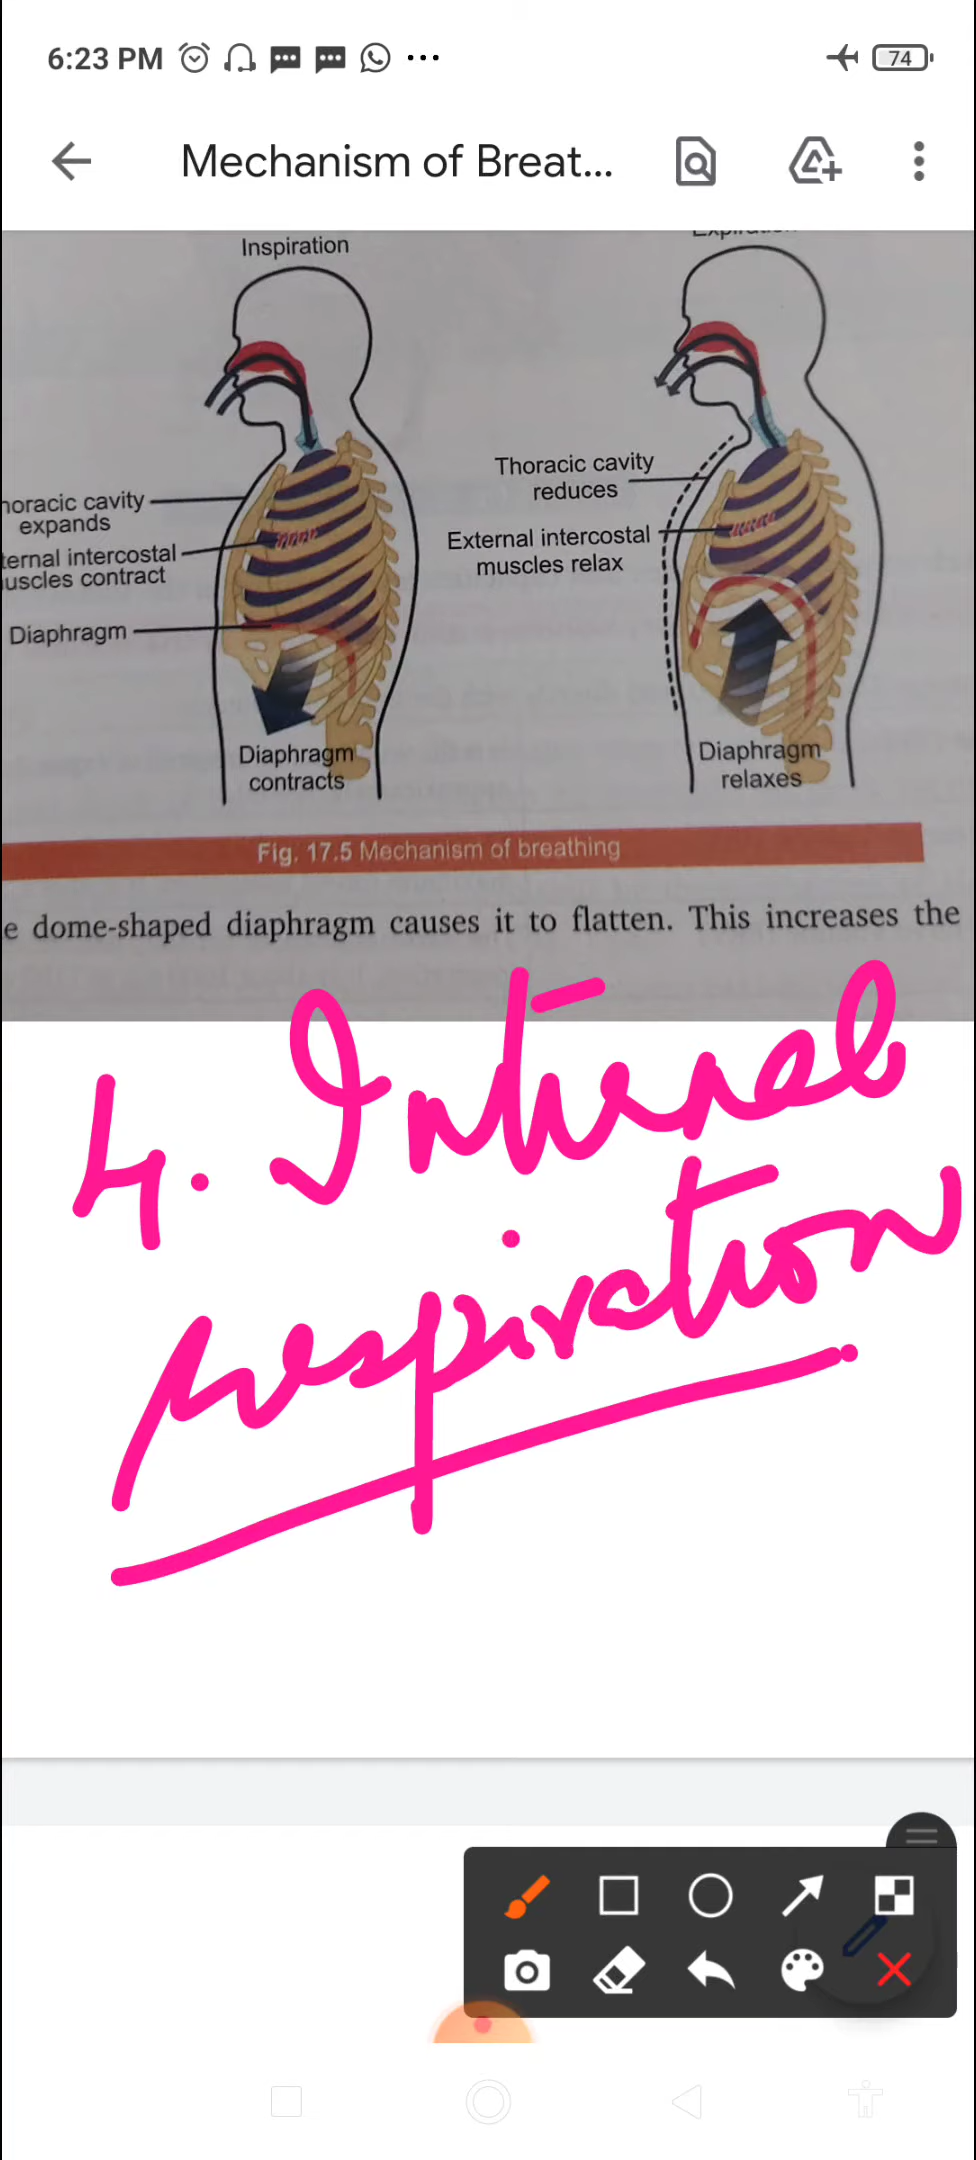 6:23 PM
74
Mechanism of Breat...
Inspiration
horacic cavity
expands
ternal intercostal
uscles contract
Diaphragm
Diaphragm
contracts
Thoracic cavity
reduces
External intercostal
muscles relax
Diaphragm
relaxes
Fig. 17.5 Mechanism of breathing
e dome-shaped diaphragm causes it to flatten. This increases the
4. Internal
respiration